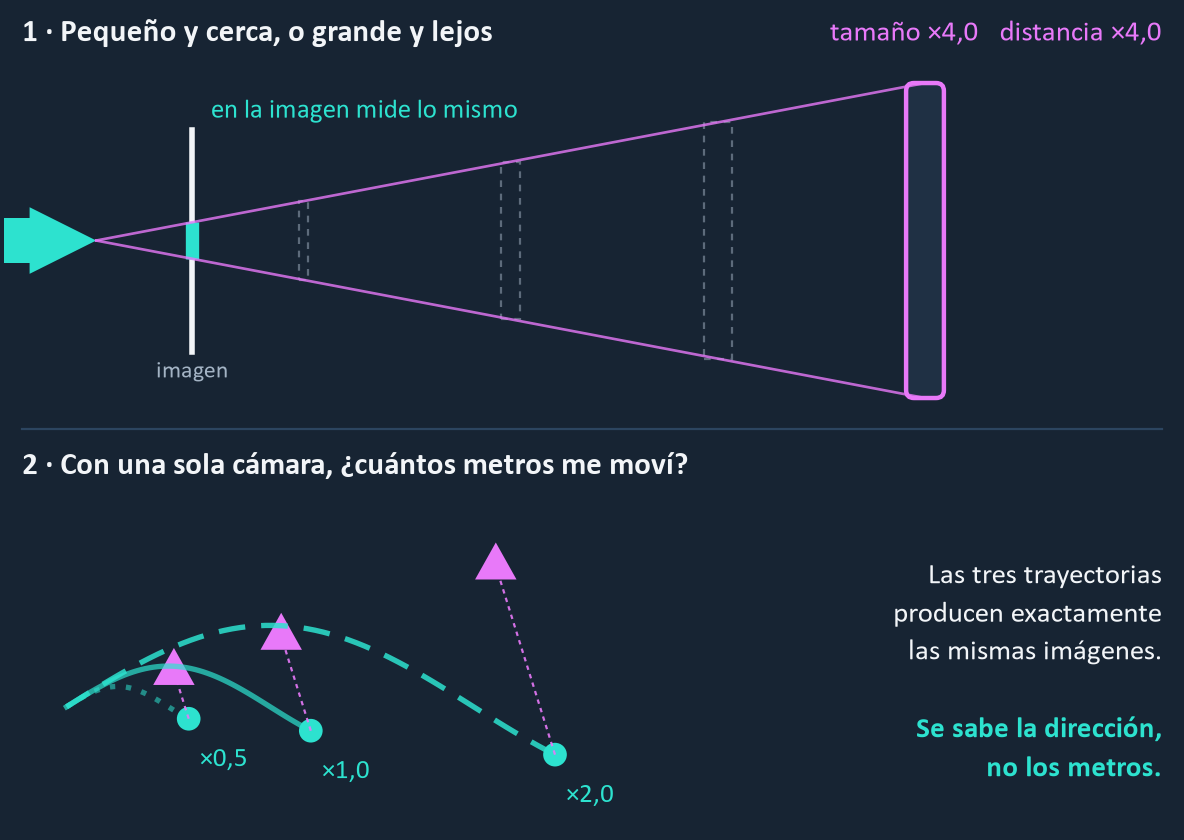 1 · Pequeño y cerca, o grande y lejos
tamaño ×4,0 distancia ×4,0
en la imagen mide lo mismo
imagen
2 · Con una sola cámara, ¿cuántos metros me moví?
Las tres trayectorias
producen exactamente
las mismas imágenes.
Se sabe la dirección,
no los metros.
×0,5
×1,0
×2,0